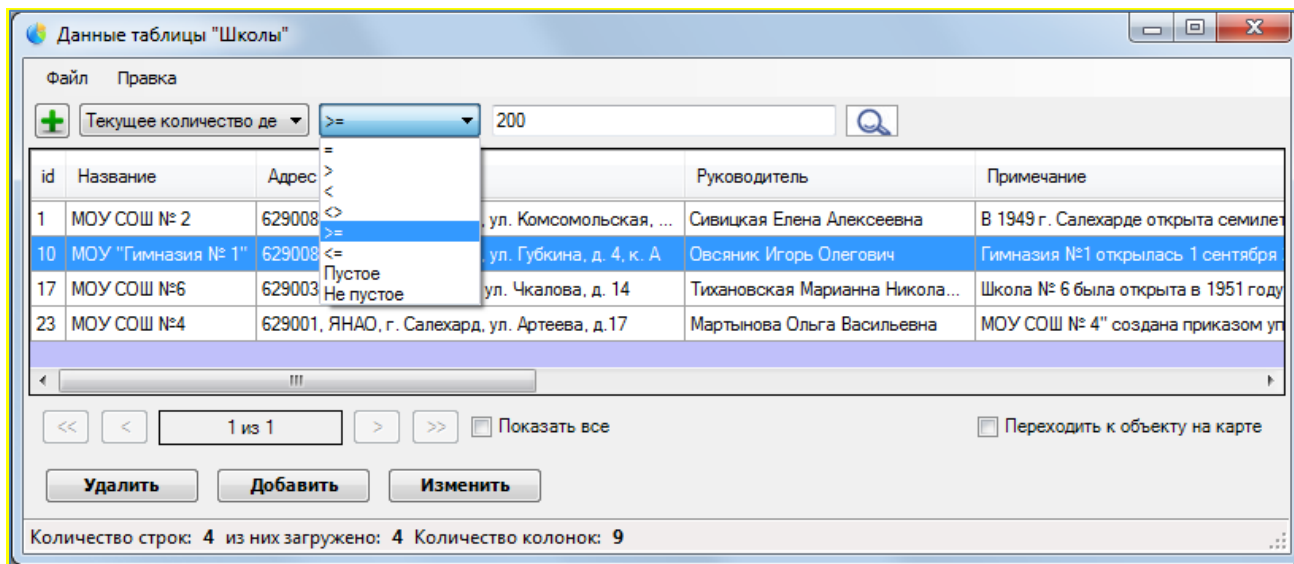 Данные таблицы "Школы"
Файл Правка
Текущее количество де >= 200
=
>
<
<>
>=
<=
Пустое
Не пустое
id Название Адрес Руководитель Примечание
1 МОУ СОШ № 2 629008 , ул. Комсомольская, ... Сивицкая Елена Алексеевна В 1949 г. Салехарде открыта семилет
10 МОУ "Гимназия № 1" 629008 ул. Губкина, д. 4, к. А Овсяник Игорь Олегович Гимназия №1 открылась 1 сентября
17 МОУ СОШ №6 629003 ул. Чкалова, д. 14 Тихановская Марианна Никола... Школа № 6 была открыта в 1951 году
23 МОУ СОШ №4 629001, ЯНАО, г. Салехард, ул. Артеева, д.17 Мартынова Ольга Васильевна МОУ СОШ № 4" создана приказом уп
<< < 1 из 1 > >> Показать все Переходить к объекту на карте
Удалить Добавить Изменить
Количество строк: 4 из них загружено: 4 Количество колонок: 9